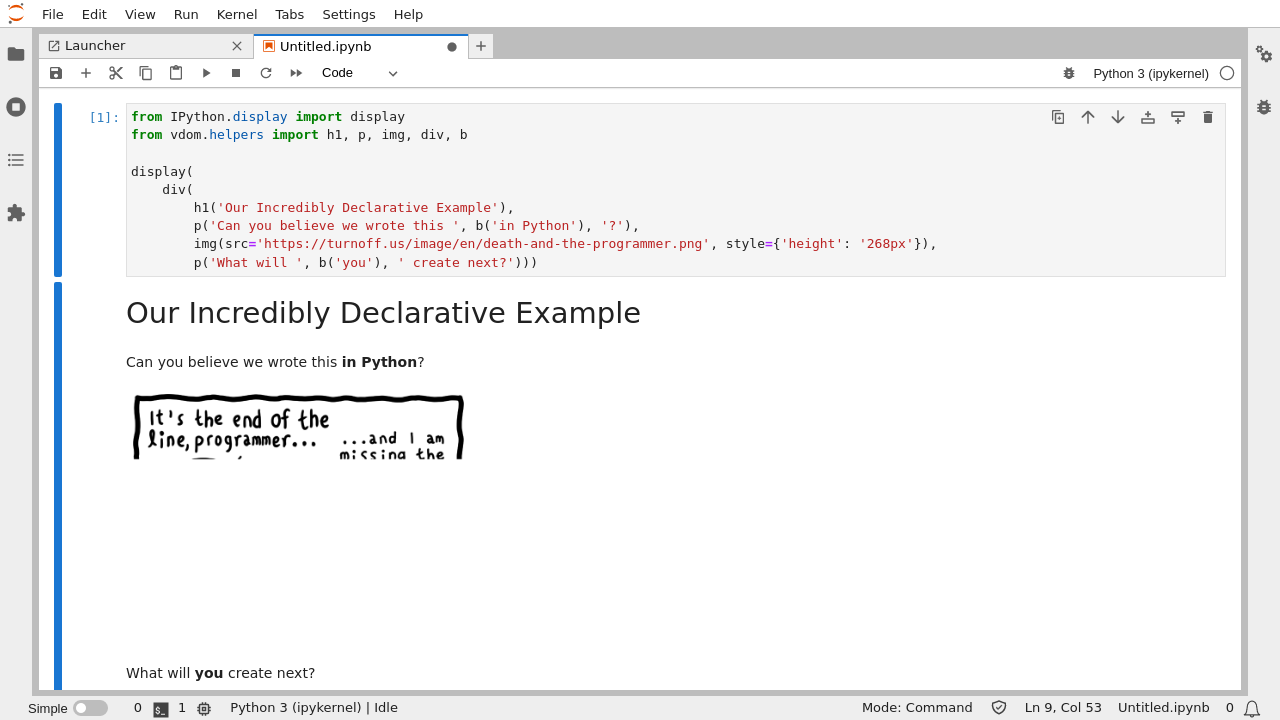 File Edit View Run Kernel Tabs Settings Help
Launcher Untitled.ipynb
Code Python 3 (ipykernel)
[1]: from IPython.display import display
from vdom.helpers import h1, p, img, div, b
display(
div(
h1('Our Incredibly Declarative Example'),
p('Can you believe we wrote this ', b('in Python'), '?'),
img(src='https://turnoff.us/image/en/death-and-the-programmer.png', style={'height': '268px'}),
p('What will ', b('you'), ' create next?')))
Our Incredibly Declarative Example
Can you believe we wrote this in Python?
It's the end of the
line, programmer...
...and I am
missing the
What will you create next?
Simple 0 $_ 1 Python 3 (ipykernel) | Idle Mode: Command Ln 9, Col 53 Untitled.ipynb 0